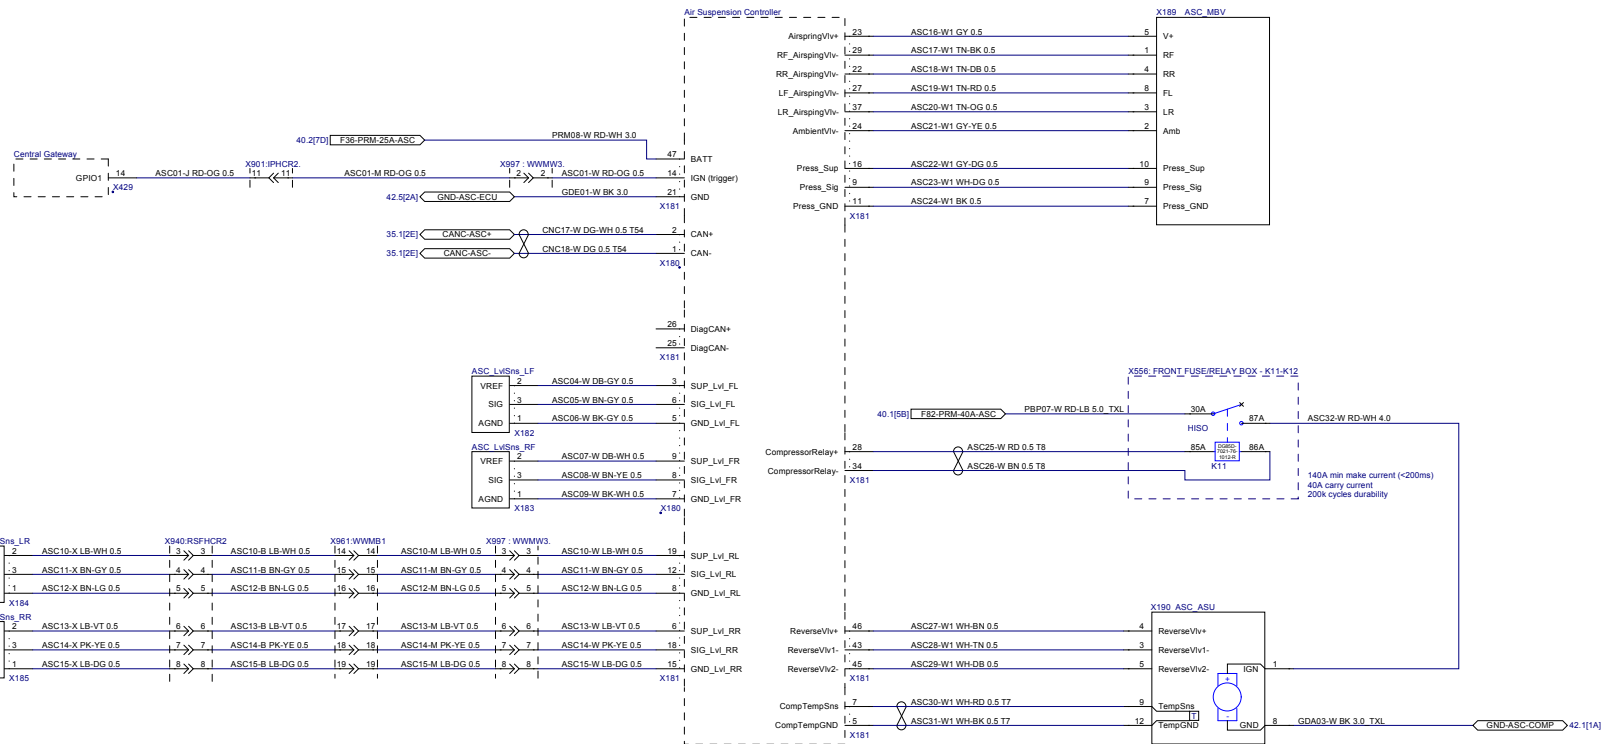 Air Suspension Controller
X189 ASC_MBV
AirspringVlv+ 23 ASC16-W1 GY 0.5 5 V+
RF_AirspingVlv- 29 ASC17-W1 TN-BK 0.5 1 RF
RR_AirspingVlv- 22 ASC18-W1 TN-DB 0.5 4 RR
LF_AirspingVlv- 27 ASC19-W1 TN-RD 0.5 8 FL
LR_AirspingVlv- 37 ASC20-W1 TN-OG 0.5 3 LR
AmbientVlv- 24 ASC21-W1 GY-YE 0.5 2 Amb
Press_Sup 16 ASC22-W1 GY-DG 0.5 10 Press_Sup
Press_Sig 9 ASC23-W1 WH-DG 0.5 9 Press_Sig
Press_GND 11 ASC24-W1 BK 0.5 7 Press_GND
X181
40.2[7D] F36-PRM-25A-ASC PRM08-W RD-WH 3.0 47 BATT
Central Gateway
X901:IPHCR2. X997 : WWMW3.
GPIO1 14 ASC01-J RD-OG 0.5 11 11 ASC01-M RD-OG 0.5 2 2 ASC01-W RD-OG 0.5 14 IGN (trigger)
X429
42.5[2A] GND-ASC-ECU GDE01-W BK 3.0 21 GND
X181
35.1[2E] CANC-ASC+ CNC17-W DG-WH 0.5 T54 2 CAN+
35.1[2E] CANC-ASC- CNC18-W DG 0.5 T54 1 CAN-
X180
26 DiagCAN+
25 DiagCAN-
X181
ASC_LvlSns_LF
VREF 2 ASC04-W DB-GY 0.5 3 SUP_Lvl_FL
SIG 3 ASC05-W BN-GY 0.5 6 SIG_Lvl_FL
AGND 1 ASC06-W BK-GY 0.5 5 GND_Lvl_FL
X182
ASC_LvlSns_RF
VREF 2 ASC07-W DB-WH 0.5 9 SUP_Lvl_FR
SIG 3 ASC08-W BN-YE 0.5 8 SIG_Lvl_FR
AGND 1 ASC09-W BK-WH 0.5 7 GND_Lvl_FR
X183 X180
X556: FRONT FUSE/RELAY BOX - K11-K12
40.1[5B] F82-PRM-40A-ASC PBP07-W RD-LB 5.0_TXL 30A
87A ASC32-W RD-WH 4.0
HISO
CompressorRelay+ 28 ASC25-W RD 0.5 T8 85A 86A
K11
CompressorRelay- 34 ASC26-W BN 0.5 T8
X181
140A min make current (<200ms)
40A carry current
200k cycles durability
Sns_LR X940:RSFHCR2 X961:WWMB1 X997 : WWMW3.
2 ASC10-X LB-WH 0.5 3 3 ASC10-B LB-WH 0.5 14 14 ASC10-M LB-WH 0.5 3 3 ASC10-W LB-WH 0.5 19 SUP_Lvl_RL
3 ASC11-X BN-GY 0.5 4 4 ASC11-B BN-GY 0.5 15 15 ASC11-M BN-GY 0.5 4 4 ASC11-W BN-GY 0.5 12 SIG_Lvl_RL
1 ASC12-X BN-LG 0.5 5 5 ASC12-B BN-LG 0.5 16 16 ASC12-M BN-LG 0.5 5 5 ASC12-W BN-LG 0.5 8 GND_Lvl_RL
X184
Sns_RR
2 ASC13-X LB-VT 0.5 6 6 ASC13-B LB-VT 0.5 17 17 ASC13-M LB-VT 0.5 6 6 ASC13-W LB-VT 0.5 6 SUP_Lvl_RR
3 ASC14-X PK-YE 0.5 7 7 ASC14-B PK-YE 0.5 18 18 ASC14-M PK-YE 0.5 7 7 ASC14-W PK-YE 0.5 18 SIG_Lvl_RR
1 ASC15-X LB-DG 0.5 8 8 ASC15-B LB-DG 0.5 19 19 ASC15-M LB-DG 0.5 8 8 ASC15-W LB-DG 0.5 15 GND_Lvl_RR
X185 X181
X190 ASC_ASU
ReverseVlv+ 46 ASC27-W1 WH-BN 0.5 4 ReverseVlv+
ReverseVlv1- 43 ASC28-W1 WH-TN 0.5 3 ReverseVlv1-
ReverseVlv2- 45 ASC29-W1 WH-DB 0.5 5 ReverseVlv2- IGN 1
X181
CompTempSns 7 ASC30-W1 WH-RD 0.5 T7 9 TempSns
T
CompTempGND 5 ASC31-W1 WH-BK 0.5 T7 12 TempGND + - GND 8 GDA03-W BK 3.0_TXL GND-ASC-COMP 42.1[1A]
X181